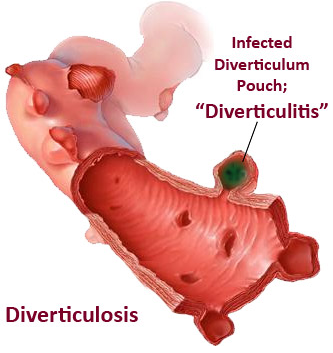 Infected
Diverticulum
Pouch;
“Diverticulitis”
Diverticulosis